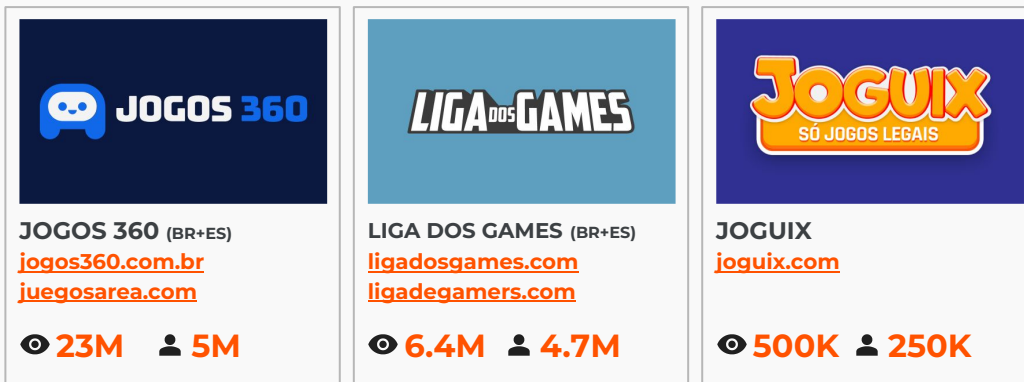 JOGOS 360
JOGOS 360 (BR+ES)
jogos360.com.br
juegosarea.com
23M 5M
LIGA DOS GAMES
LIGA DOS GAMES (BR+ES)
ligadosgames.com
ligadegamers.com
6.4M 4.7M
JOGUIX
SÓ JOGOS LEGAIS
JOGUIX
joguix.com
500K 250K